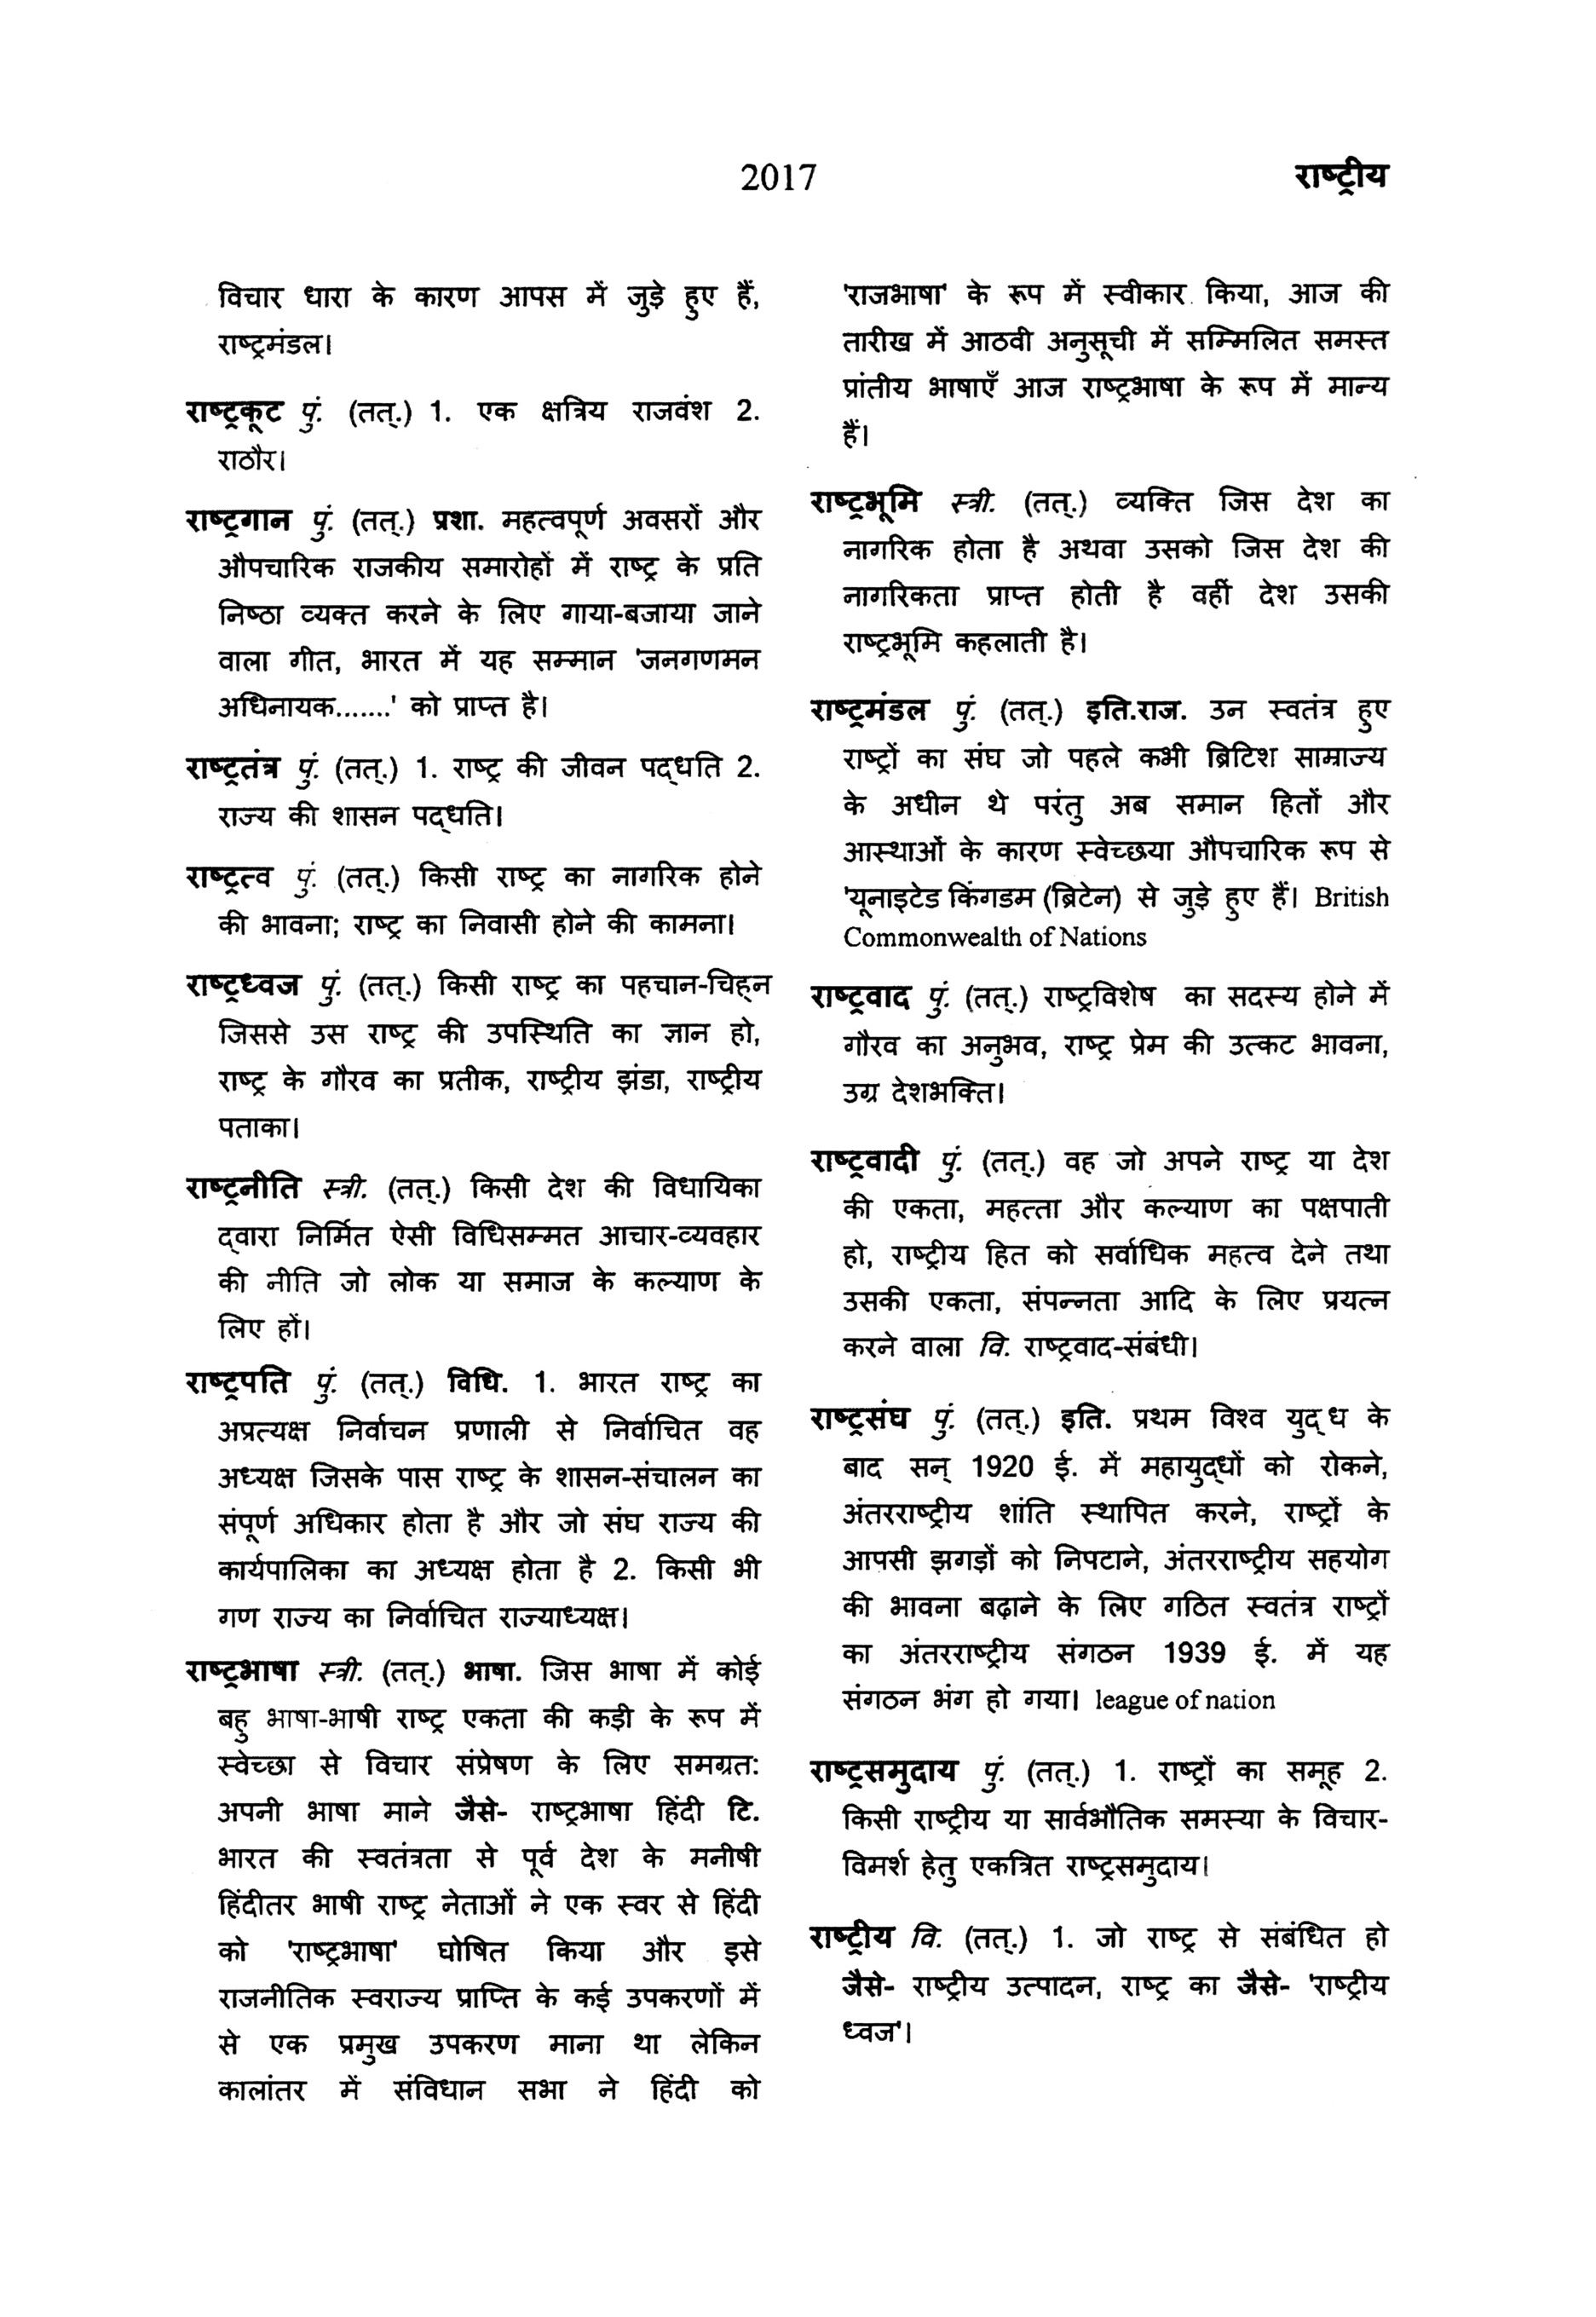 2017
राष्ट्रीय
विचार धारा के कारण आपस में जुड़े हुए हैं,
राष्ट्रमंडल।
राष्ट्रकूट पुं. (तत्.) 1. एक क्षत्रिय राजवंश 2.
राठौर।
राष्ट्रगान पुं. (तत्.) प्रशा. महत्वपूर्ण अवसरों और
औपचारिक राजकीय समारोहों में राष्ट्र के प्रति
निष्ठा व्यक्त करने के लिए गाया-बजाया जाने
वाला गीत, भारत में यह सम्मान 'जनगणमन
अधिनायक.......' को प्राप्त है।
राष्ट्रतंत्र पुं. (तत्.) 1. राष्ट्र की जीवन पद्धति 2.
राज्य की शासन पद्धति।
राष्ट्रत्व पुं. (तत्.) किसी राष्ट्र का नागरिक होने
की भावना; राष्ट्र का निवासी होने की कामना।
राष्ट्रध्वज पुं. (तत्.) किसी राष्ट्र का पहचान-चिह्न
जिससे उस राष्ट्र की उपस्थिति का ज्ञान हो,
राष्ट्र के गौरव का प्रतीक, राष्ट्रीय झंडा, राष्ट्रीय
पताका।
राष्ट्रनीति स्त्री. (तत्.) किसी देश की विधायिका
द्वारा निर्मित ऐसी विधिसम्मत आचार-व्यवहार
की नीति जो लोक या समाज के कल्याण के
लिए हों।
राष्ट्रपति पुं. (तत्.) विधि. 1. भारत राष्ट्र का
अप्रत्यक्ष निर्वाचन प्रणाली से निर्वाचित वह
अध्यक्ष जिसके पास राष्ट्र के शासन-संचालन का
संपूर्ण अधिकार होता है और जो संघ राज्य की
कार्यपालिका का अध्यक्ष होता है 2. किसी भी
गण राज्य का निर्वाचित राज्याध्यक्ष।
राष्ट्रभाषा स्त्री. (तत्.) भाषा. जिस भाषा में कोई
बहु भाषा-भाषी राष्ट्र एकता की कड़ी के रूप में
स्वेच्छा से विचार संप्रेषण के लिए समग्रत:
अपनी भाषा माने जैसे- राष्ट्रभाषा हिंदी टि.
भारत की स्वतंत्रता से पूर्व देश के मनीषी
हिंदीतर भाषी राष्ट्र नेताओं ने एक स्वर से हिंदी
को 'राष्ट्रभाषा' घोषित किया और इसे
राजनीतिक स्वराज्य प्राप्ति के कई उपकरणों में
से एक प्रमुख उपकरण माना था लेकिन
कालांतर में संविधान सभा ने हिंदी को
'राजभाषा' के रूप में स्वीकार किया, आज की
तारीख में आठवी अनुसूची में सम्मिलित समस्त
प्रांतीय भाषाएँ आज राष्ट्रभाषा के रूप में मान्य
हैं।
राष्ट्रभूमि स्त्री. (तत्.) व्यक्ति जिस देश का
नागरिक होता है अथवा उसको जिस देश की
नागरिकता प्राप्त होती है वहीं देश उसकी
राष्ट्रभूमि कहलाती है।
राष्ट्रमंडल पुं. (तत्.) इति.राज. उन स्वतंत्र हुए
राष्ट्रों का संघ जो पहले कभी ब्रिटिश साम्राज्य
के अधीन थे परंतु अब समान हितों और
आस्थाओं के कारण स्वेच्छया औपचारिक रूप से
'यूनाइटेड किंगडम (ब्रिटेन) से जुड़े हुए हैं। British
Commonwealth of Nations
राष्ट्रवाद पुं. (तत्.) राष्ट्रविशेष का सदस्य होने में
गौरव का अनुभव, राष्ट्र प्रेम की उत्कट भावना,
उग्र देशभक्ति।
राष्ट्रवादी पुं. (तत्.) वह जो अपने राष्ट्र या देश
की एकता, महत्ता और कल्याण का पक्षपाती
हो, राष्ट्रीय हित को सर्वाधिक महत्व देने तथा
उसकी एकता, संपन्नता आदि के लिए प्रयत्न
करने वाला वि. राष्ट्रवाद-संबंधी।
राष्ट्रसंघ पुं. (तत्.) इति. प्रथम विश्व युद्ध के
बाद सन् 1920 ई. में महायुद्धों को रोकने,
अंतरराष्ट्रीय शांति स्थापित करने, राष्ट्रों के
आपसी झगड़ों को निपटाने, अंतरराष्ट्रीय सहयोग
की भावना बढ़ाने के लिए गठित स्वतंत्र राष्ट्रों
का अंतरराष्ट्रीय संगठन 1939 ई. में यह
संगठन भंग हो गया। league of nation
राष्ट्रसमुदाय पुं. (तत्.) 1. राष्ट्रों का समूह 2.
किसी राष्ट्रीय या सार्वभौतिक समस्या के विचार-
विमर्श हेतु एकत्रित राष्ट्रसमुदाय।
राष्ट्रीय वि. (तत्.) 1. जो राष्ट्र से संबंधित हो
जैसे- राष्ट्रीय उत्पादन, राष्ट्र का जैसे- 'राष्ट्रीय
ध्वज'।